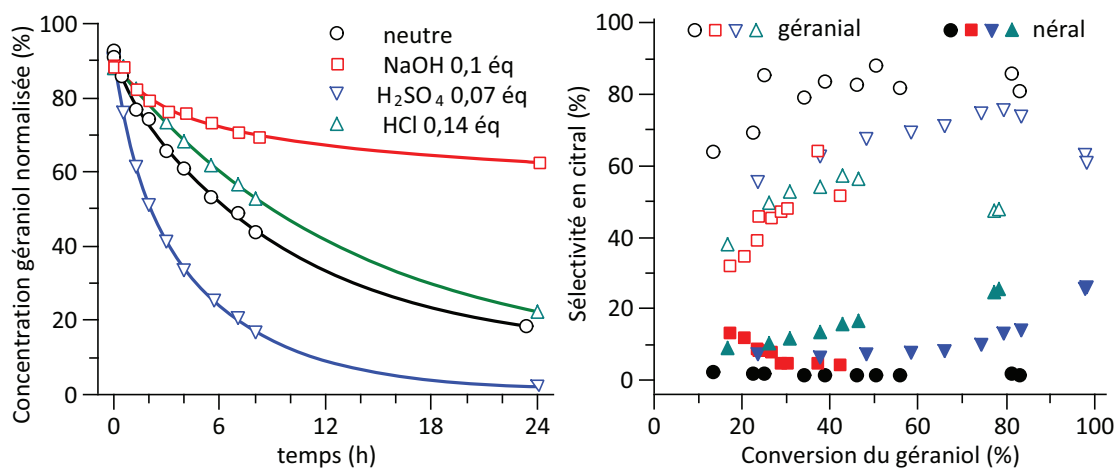 Concentration géraniol normalisée (%)
100
80
60
40
20
0
neutre
NaOH 0,1 éq
H₂SO₄ 0,07 éq
HCl 0,14 éq
0 6 12 18 24
temps (h)
Sélectivité en citral (%)
100
80
60
40
20
0
géranial
néral
0 20 40 60 80 100
Conversion du géraniol (%)